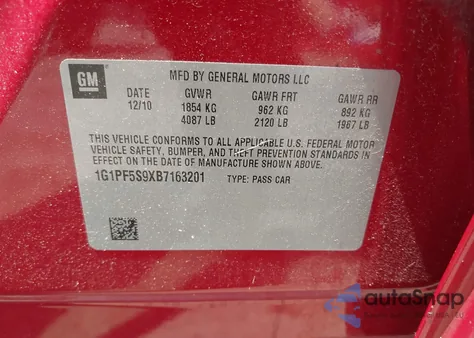 GM
MFD BY GENERAL MOTORS LLC
DATE GVWR GAWR FRT GAWR RR
12/10 1854 KG 962 KG 892 KG
4087 LB 2120 LB 1967 LB
THIS VEHICLE CONFORMS TO ALL APPLICABLE U.S. FEDERAL MOTOR
VEHICLE SAFETY, BUMPER, AND THEFT PREVENTION STANDARDS IN
EFFECT ON THE DATE OF MANUFACTURE SHOWN ABOVE.
1G1PF5S9XB7163201 TYPE: PASS CAR
autoSnap